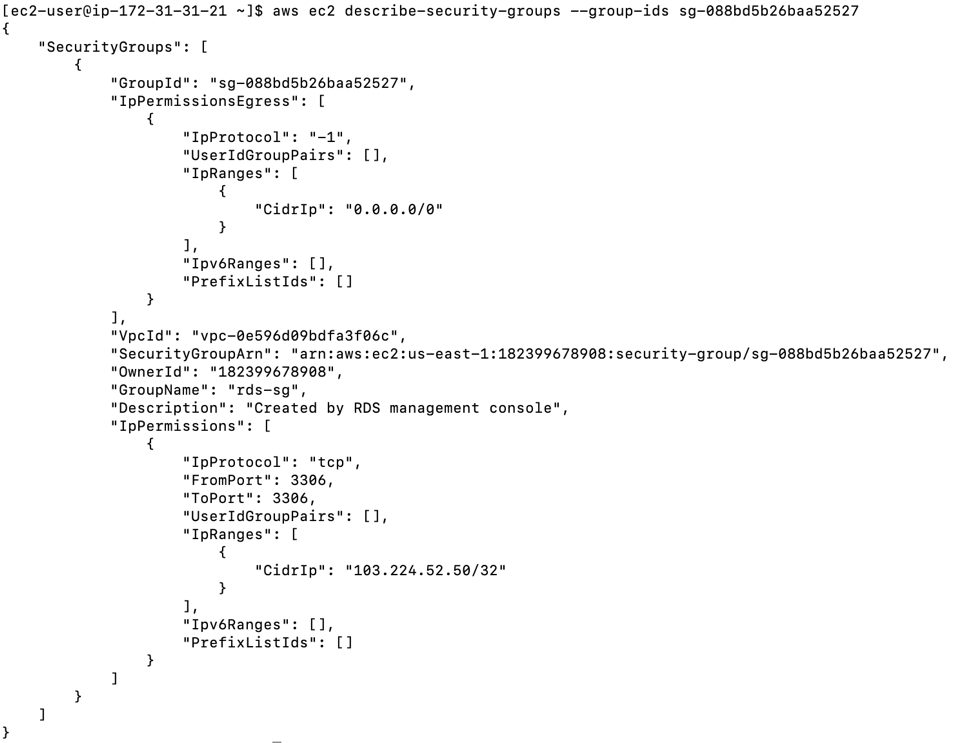 [ec2-user@ip-172-31-31-21 ~]$ aws ec2 describe-security-groups --group-ids sg-088bd5b26baa52527
{
    "SecurityGroups": [
        {
            "GroupId": "sg-088bd5b26baa52527",
            "IpPermissionsEgress": [
                {
                    "IpProtocol": "-1",
                    "UserIdGroupPairs": [],
                    "IpRanges": [
                        {
                            "CidrIp": "0.0.0.0/0"
                        }
                    ],
                    "Ipv6Ranges": [],
                    "PrefixListIds": []
                }
            ],
            "VpcId": "vpc-0e596d09bdfa3f06c",
            "SecurityGroupArn": "arn:aws:ec2:us-east-1:182399678908:security-group/sg-088bd5b26baa52527",
            "OwnerId": "182399678908",
            "GroupName": "rds-sg",
            "Description": "Created by RDS management console",
            "IpPermissions": [
                {
                    "IpProtocol": "tcp",
                    "FromPort": 3306,
                    "ToPort": 3306,
                    "UserIdGroupPairs": [],
                    "IpRanges": [
                        {
                            "CidrIp": "103.224.52.50/32"
                        }
                    ],
                    "Ipv6Ranges": [],
                    "PrefixListIds": []
                }
            ]
        }
    ]
}